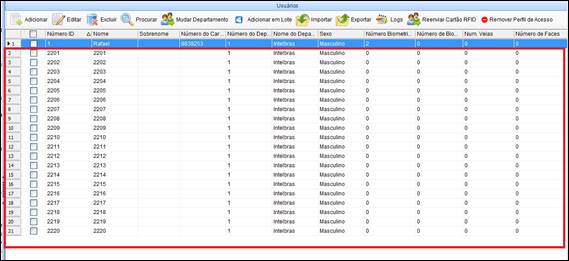 Usuários
Adicionar Editar Excluir Procurar Mudar Departamento Adicionar em Lote Importar Exportar Logs Reenviar Cartão RFID Remover Perfil de Acesso
Número ID Nome Sobrenome Número do Car... Número do Dep... Nome do Depa... Sexo Número Biometri... Número de Bio... Num. Veias Número de Faces
1 1 Rafael 9839253 1 Intelbras Masculino 2 0 0 0
2 2201 2201 1 Intelbras Masculino 0 0 0 0
3 2202 2202 1 Intelbras Masculino 0 0 0 0
4 2203 2203 1 Intelbras Masculino 0 0 0 0
5 2204 2204 1 Intelbras Masculino 0 0 0 0
6 2205 2205 1 Intelbras Masculino 0 0 0 0
7 2206 2206 1 Intelbras Masculino 0 0 0 0
8 2207 2207 1 Intelbras Masculino 0 0 0 0
9 2208 2208 1 Intelbras Masculino 0 0 0 0
10 2209 2209 1 Intelbras Masculino 0 0 0 0
11 2210 2210 1 Intelbras Masculino 0 0 0 0
12 2211 2211 1 Intelbras Masculino 0 0 0 0
13 2212 2212 1 Intelbras Masculino 0 0 0 0
14 2213 2213 1 Intelbras Masculino 0 0 0 0
15 2214 2214 1 Intelbras Masculino 0 0 0 0
16 2215 2215 1 Intelbras Masculino 0 0 0 0
17 2216 2216 1 Intelbras Masculino 0 0 0 0
18 2217 2217 1 Intelbras Masculino 0 0 0 0
19 2218 2218 1 Intelbras Masculino 0 0 0 0
20 2219 2219 1 Intelbras Masculino 0 0 0 0
21 2220 2220 1 Intelbras Masculino 0 0 0 0